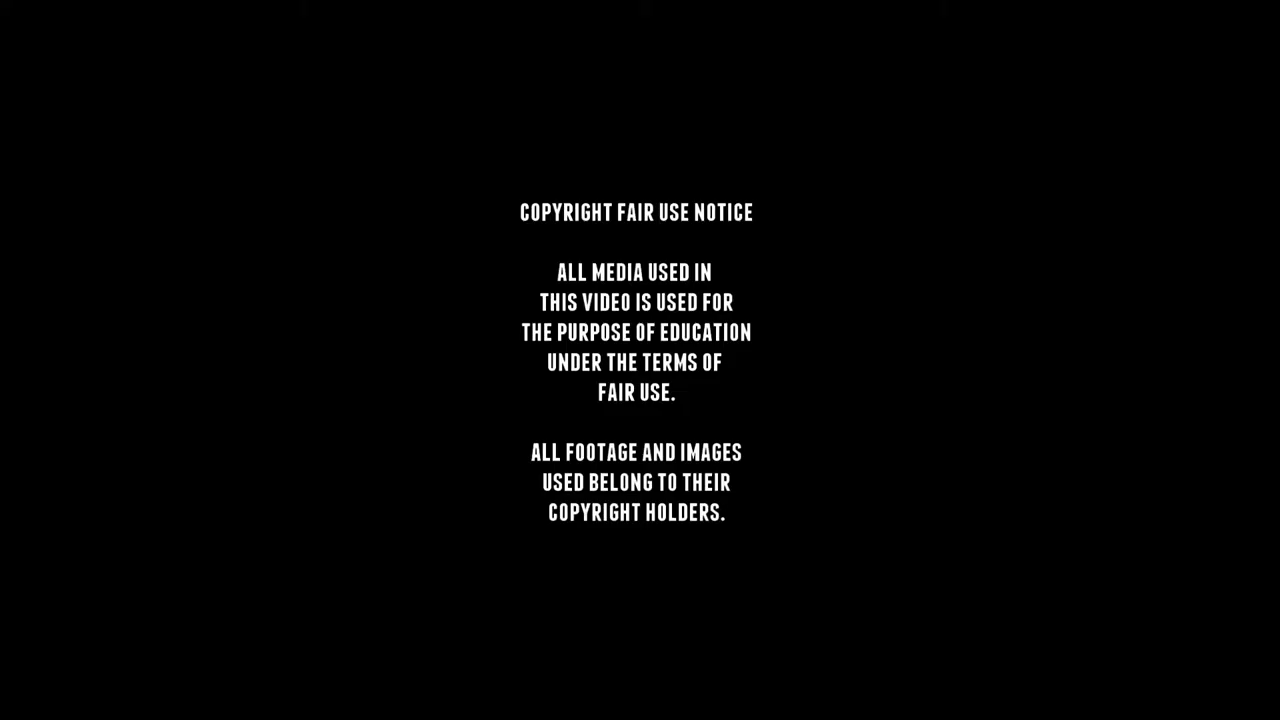 COPYRIGHT FAIR USE NOTICE
ALL MEDIA USED IN
THIS VIDEO IS USED FOR
THE PURPOSE OF EDUCATION
UNDER THE TERMS OF
FAIR USE.
ALL FOOTAGE AND IMAGES
USED BELONG TO THEIR
COPYRIGHT HOLDERS.